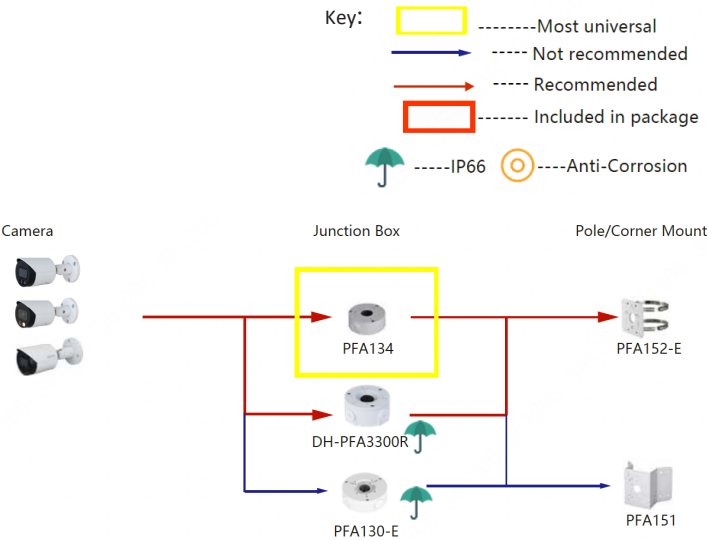 Key:
--------Most universal
----- Not recommended
----- Recommended
------- Included in package
-----IP66
----Anti-Corrosion
Camera
Junction Box
Pole/Corner Mount
PFA134
PFA152-E
DH-PFA3300R
PFA130-E
PFA151